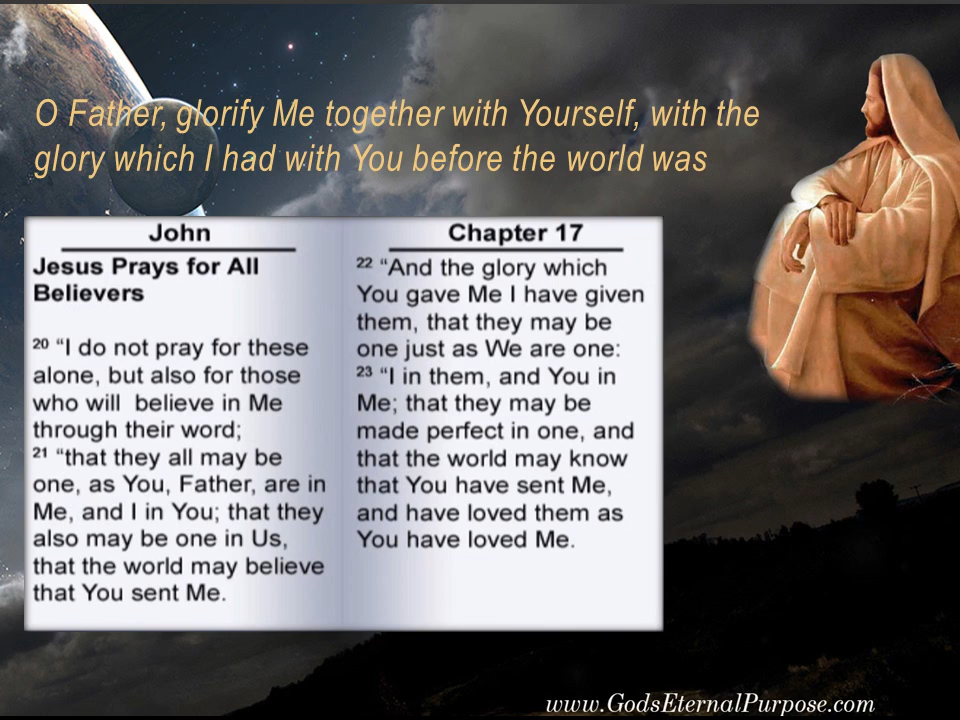 O Father, glorify Me together with Yourself, with the
glory which I had with You before the world was
John
Jesus Prays for All
Believers
20 “I do not pray for these
alone, but also for those
who will  believe in Me
through their word;
21 “that they all may be
one, as You, Father, are in
Me, and I in You; that they
also may be one in Us,
that the world may believe
that You sent Me.
Chapter 17
22 “And the glory which
You gave Me I have given
them, that they may be
one just as We are one:
23 “I in them, and You in
Me; that they may be
made perfect in one, and
that the world may know
that You have sent Me,
and have loved them as
You have loved Me.
www.GodsEternalPurpose.com